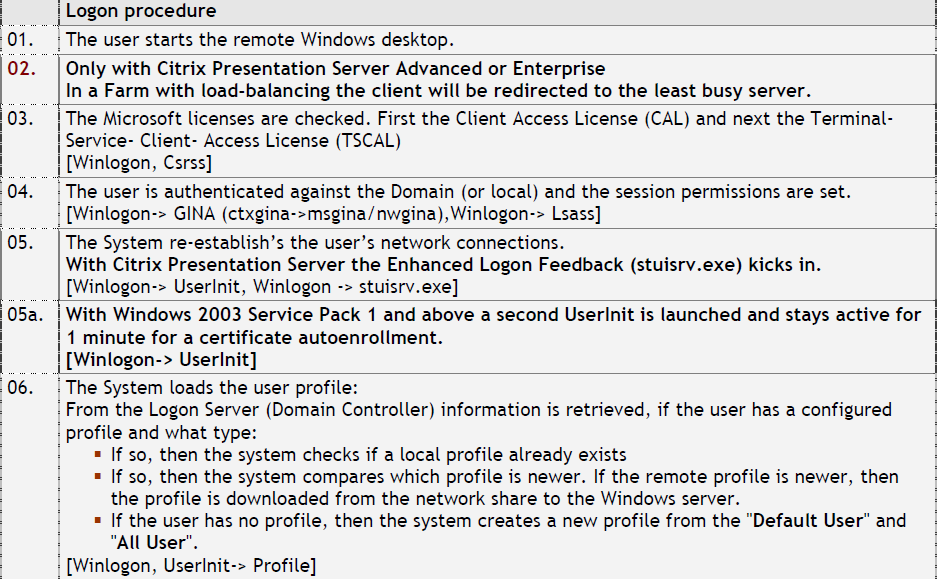 Logon procedure
01. The user starts the remote Windows desktop.
02. Only with Citrix Presentation Server Advanced or Enterprise
In a Farm with load-balancing the client will be redirected to the least busy server.
03. The Microsoft licenses are checked. First the Client Access License (CAL) and next the Terminal-
Service- Client- Access License (TSCAL)
[Winlogon, Csrss]
04. The user is authenticated against the Domain (or local) and the session permissions are set.
[Winlogon-> GINA (ctxgina->msgina/nwgina),Winlogon-> Lsass]
05. The System re-establish's the user's network connections.
With Citrix Presentation Server the Enhanced Logon Feedback (stuisrv.exe) kicks in.
[Winlogon-> UserInit, Winlogon -> stuisrv.exe]
05a. With Windows 2003 Service Pack 1 and above a second UserInit is launched and stays active for
1 minute for a certificate autoenrollment.
[Winlogon-> UserInit]
06. The System loads the user profile:
From the Logon Server (Domain Controller) information is retrieved, if the user has a configured
profile and what type:
▪ If so, then the system checks if a local profile already exists
▪ If so, then the system compares which profile is newer. If the remote profile is newer, then
the profile is downloaded from the network share to the Windows server.
▪ If the user has no profile, then the system creates a new profile from the "Default User" and
"All User".
[Winlogon, UserInit-> Profile]